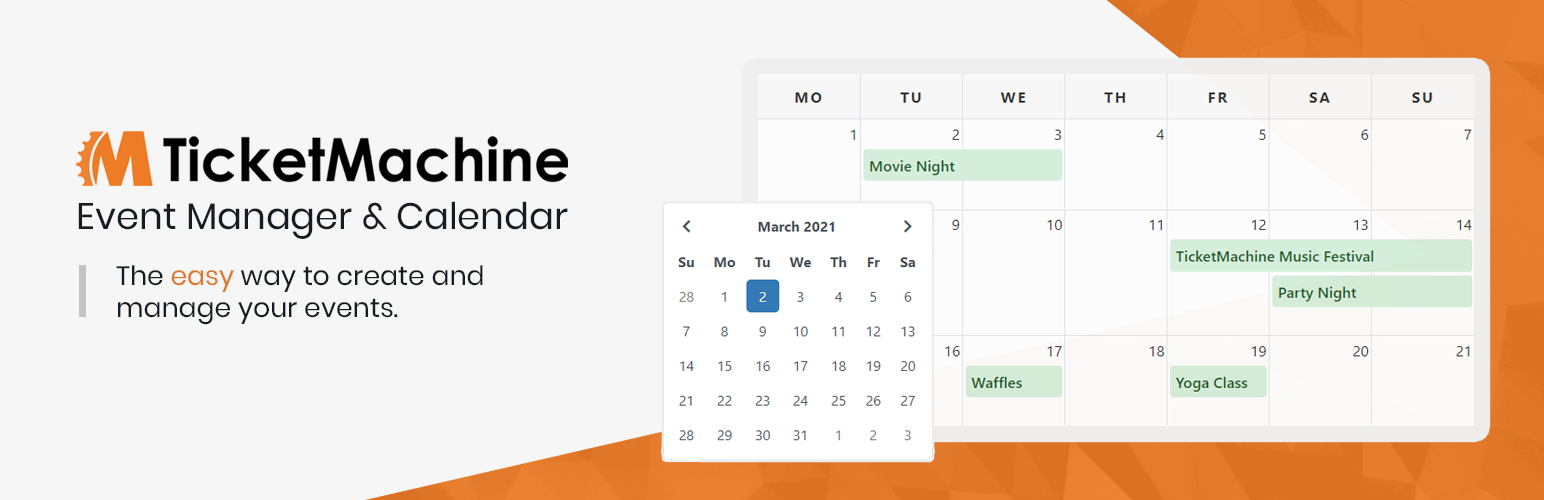 TicketMachine
Event Manager & Calendar
The easy way to create and
manage your events.
MO TU WE TH FR SA SU
1 2 3 4 5 6 7
Movie Night
9 10 11 12 13 14
TicketMachine Music Festival
Party Night
16 17 18 19 20 21
Waffles Yoga Class
March 2021
Su Mo Tu We Th Fr Sa
28 1 2 3 4 5 6
7 8 9 10 11 12 13
14 15 16 17 18 19 20
21 22 23 24 25 26 27
28 29 30 31 1 2 3